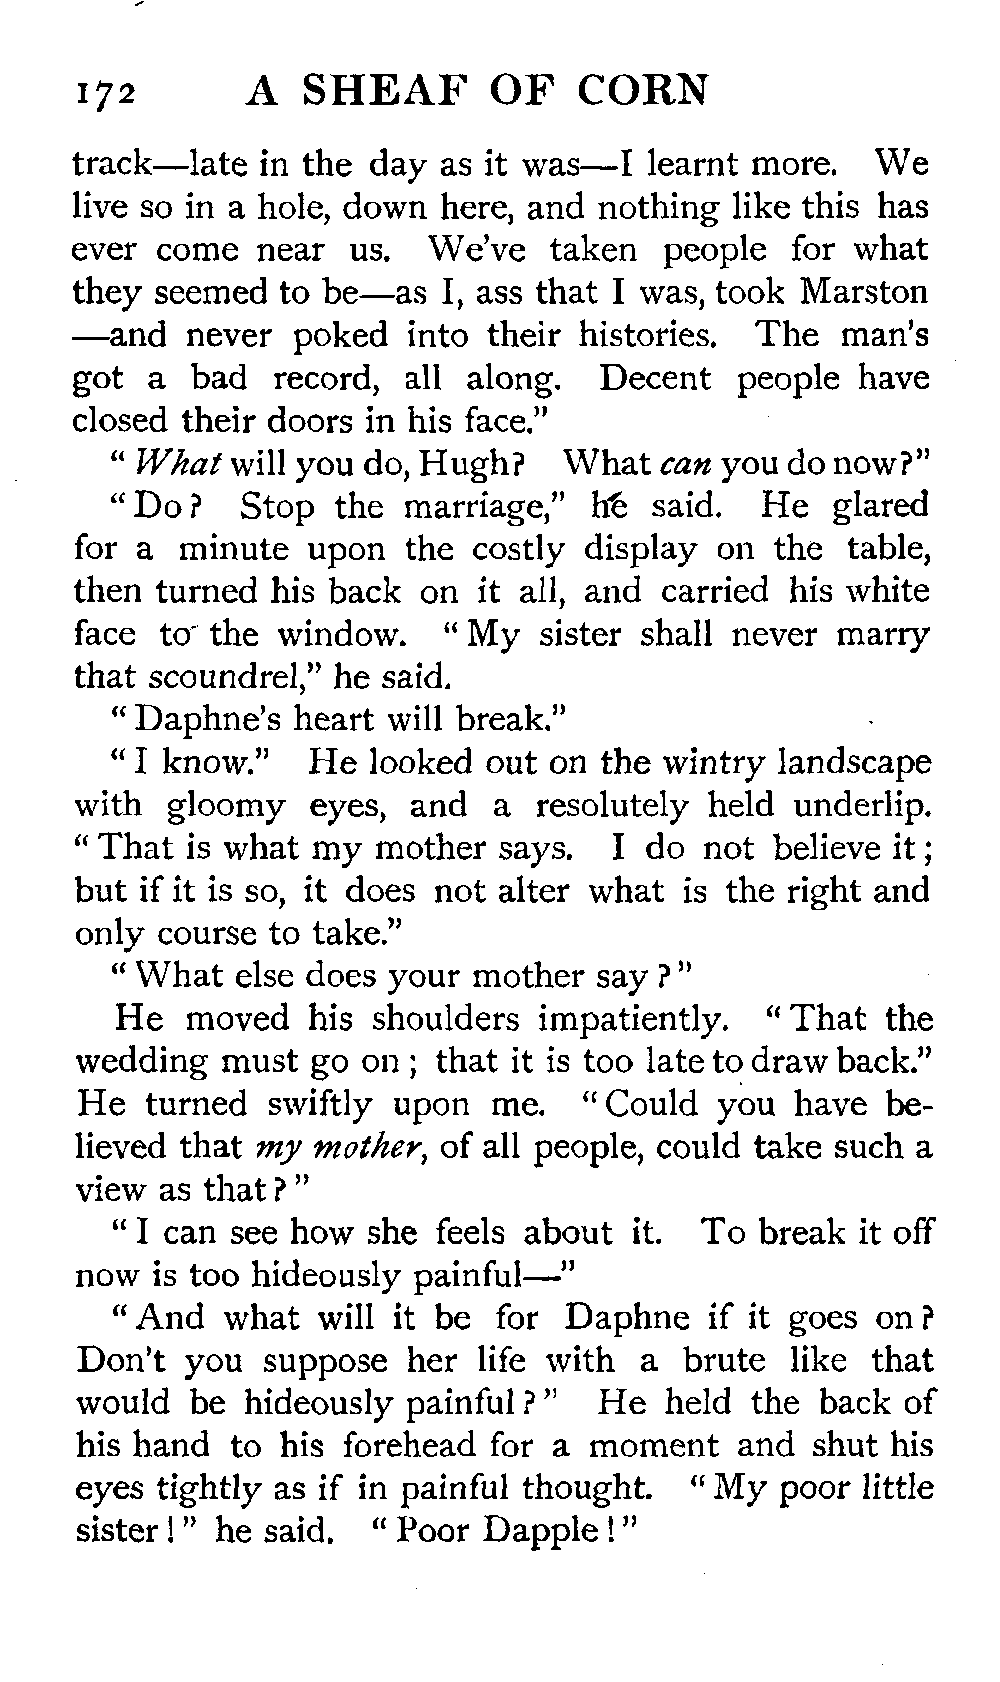 172 A SHEAF OF CORN
track—late in the day as it was—I learnt more. We
live so in a hole, down here, and nothing like this has
ever come near us. We've taken people for what
they seemed to be—as I, ass that I was, took Marston
—and never poked into their histories. The man's
got a bad record, all along. Decent people have
closed their doors in his face."
"What will you do, Hugh? What can you do now?"
"Do? Stop the marriage," he said. He glared
for a minute upon the costly display on the table,
then turned his back on it all, and carried his white
face to the window. "My sister shall never marry
that scoundrel," he said.
"Daphne's heart will break."
"I know." He looked out on the wintry landscape
with gloomy eyes, and a resolutely held underlip.
"That is what my mother says. I do not believe it;
but if it is so, it does not alter what is the right and
only course to take."
"What else does your mother say?"
He moved his shoulders impatiently. "That the
wedding must go on; that it is too late to draw back."
He turned swiftly upon me. "Could you have be-
lieved that my mother, of all people, could take such a
view as that?"
"I can see how she feels about it. To break it off
now is too hideously painful—"
"And what will it be for Daphne if it goes on?
Don't you suppose her life with a brute like that
would be hideously painful?" He held the back of
his hand to his forehead for a moment and shut his
eyes tightly as if in painful thought. "My poor little
sister!" he said. "Poor Dapple!"